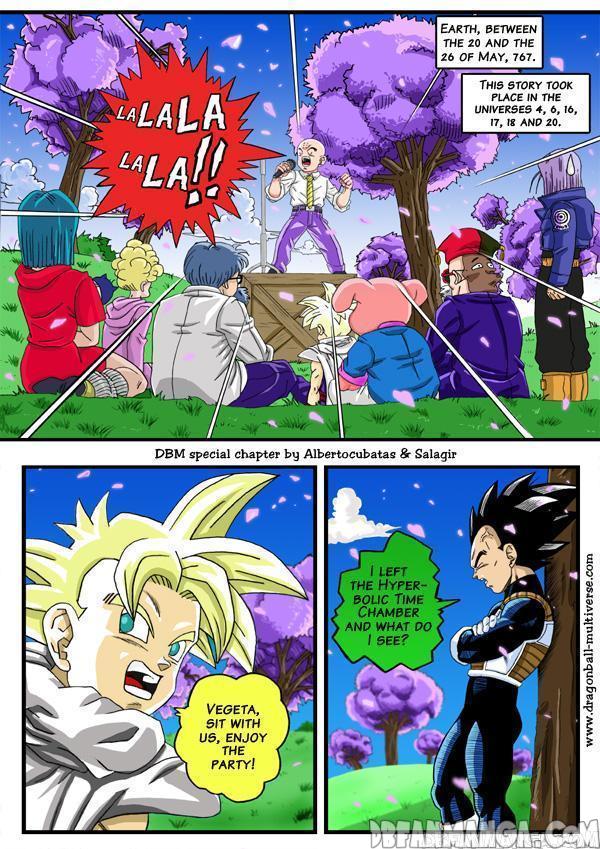 EARTH, BETWEEN
THE 20 AND THE
26 OF MAY, 767.
THIS STORY TOOK
PLACE IN THE
UNIVERSES 4, 6, 16,
17, 18 AND 20.
LA LA LA LA
LA LA!!
DBM special chapter by Albertocubatas & Salagir
VEGETA,
SIT WITH
US, ENJOY
THE
PARTY!
I LEFT
THE HYPER-
BOLIC TIME
CHAMBER
AND WHAT DO
I SEE?
www.dragonball-multiverse.com
DBFANMANGA.COM